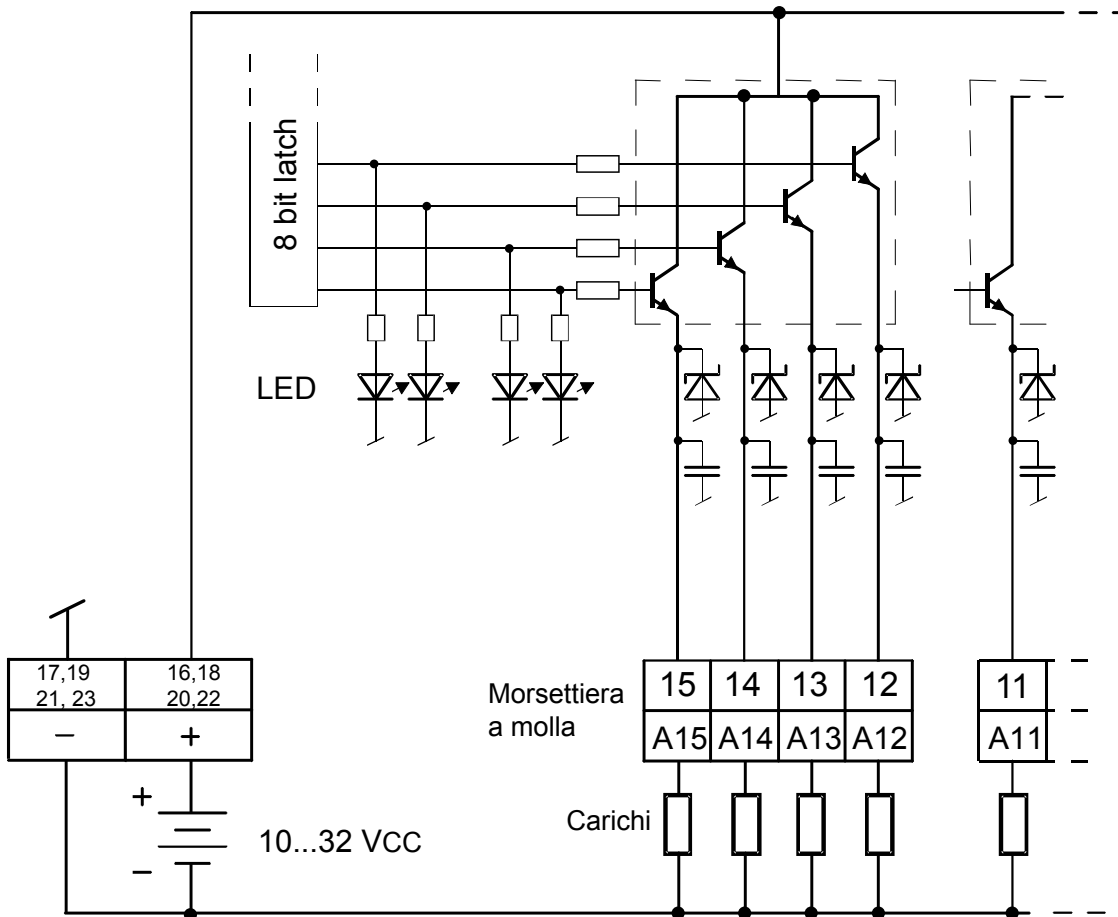 8 bit latch
LED
17,19
21, 23
16,18
20,22
−
+
+
−
10...32 VCC
Morsettiera
a molla
15 14 13 12 11
A15 A14 A13 A12 A11
Carichi